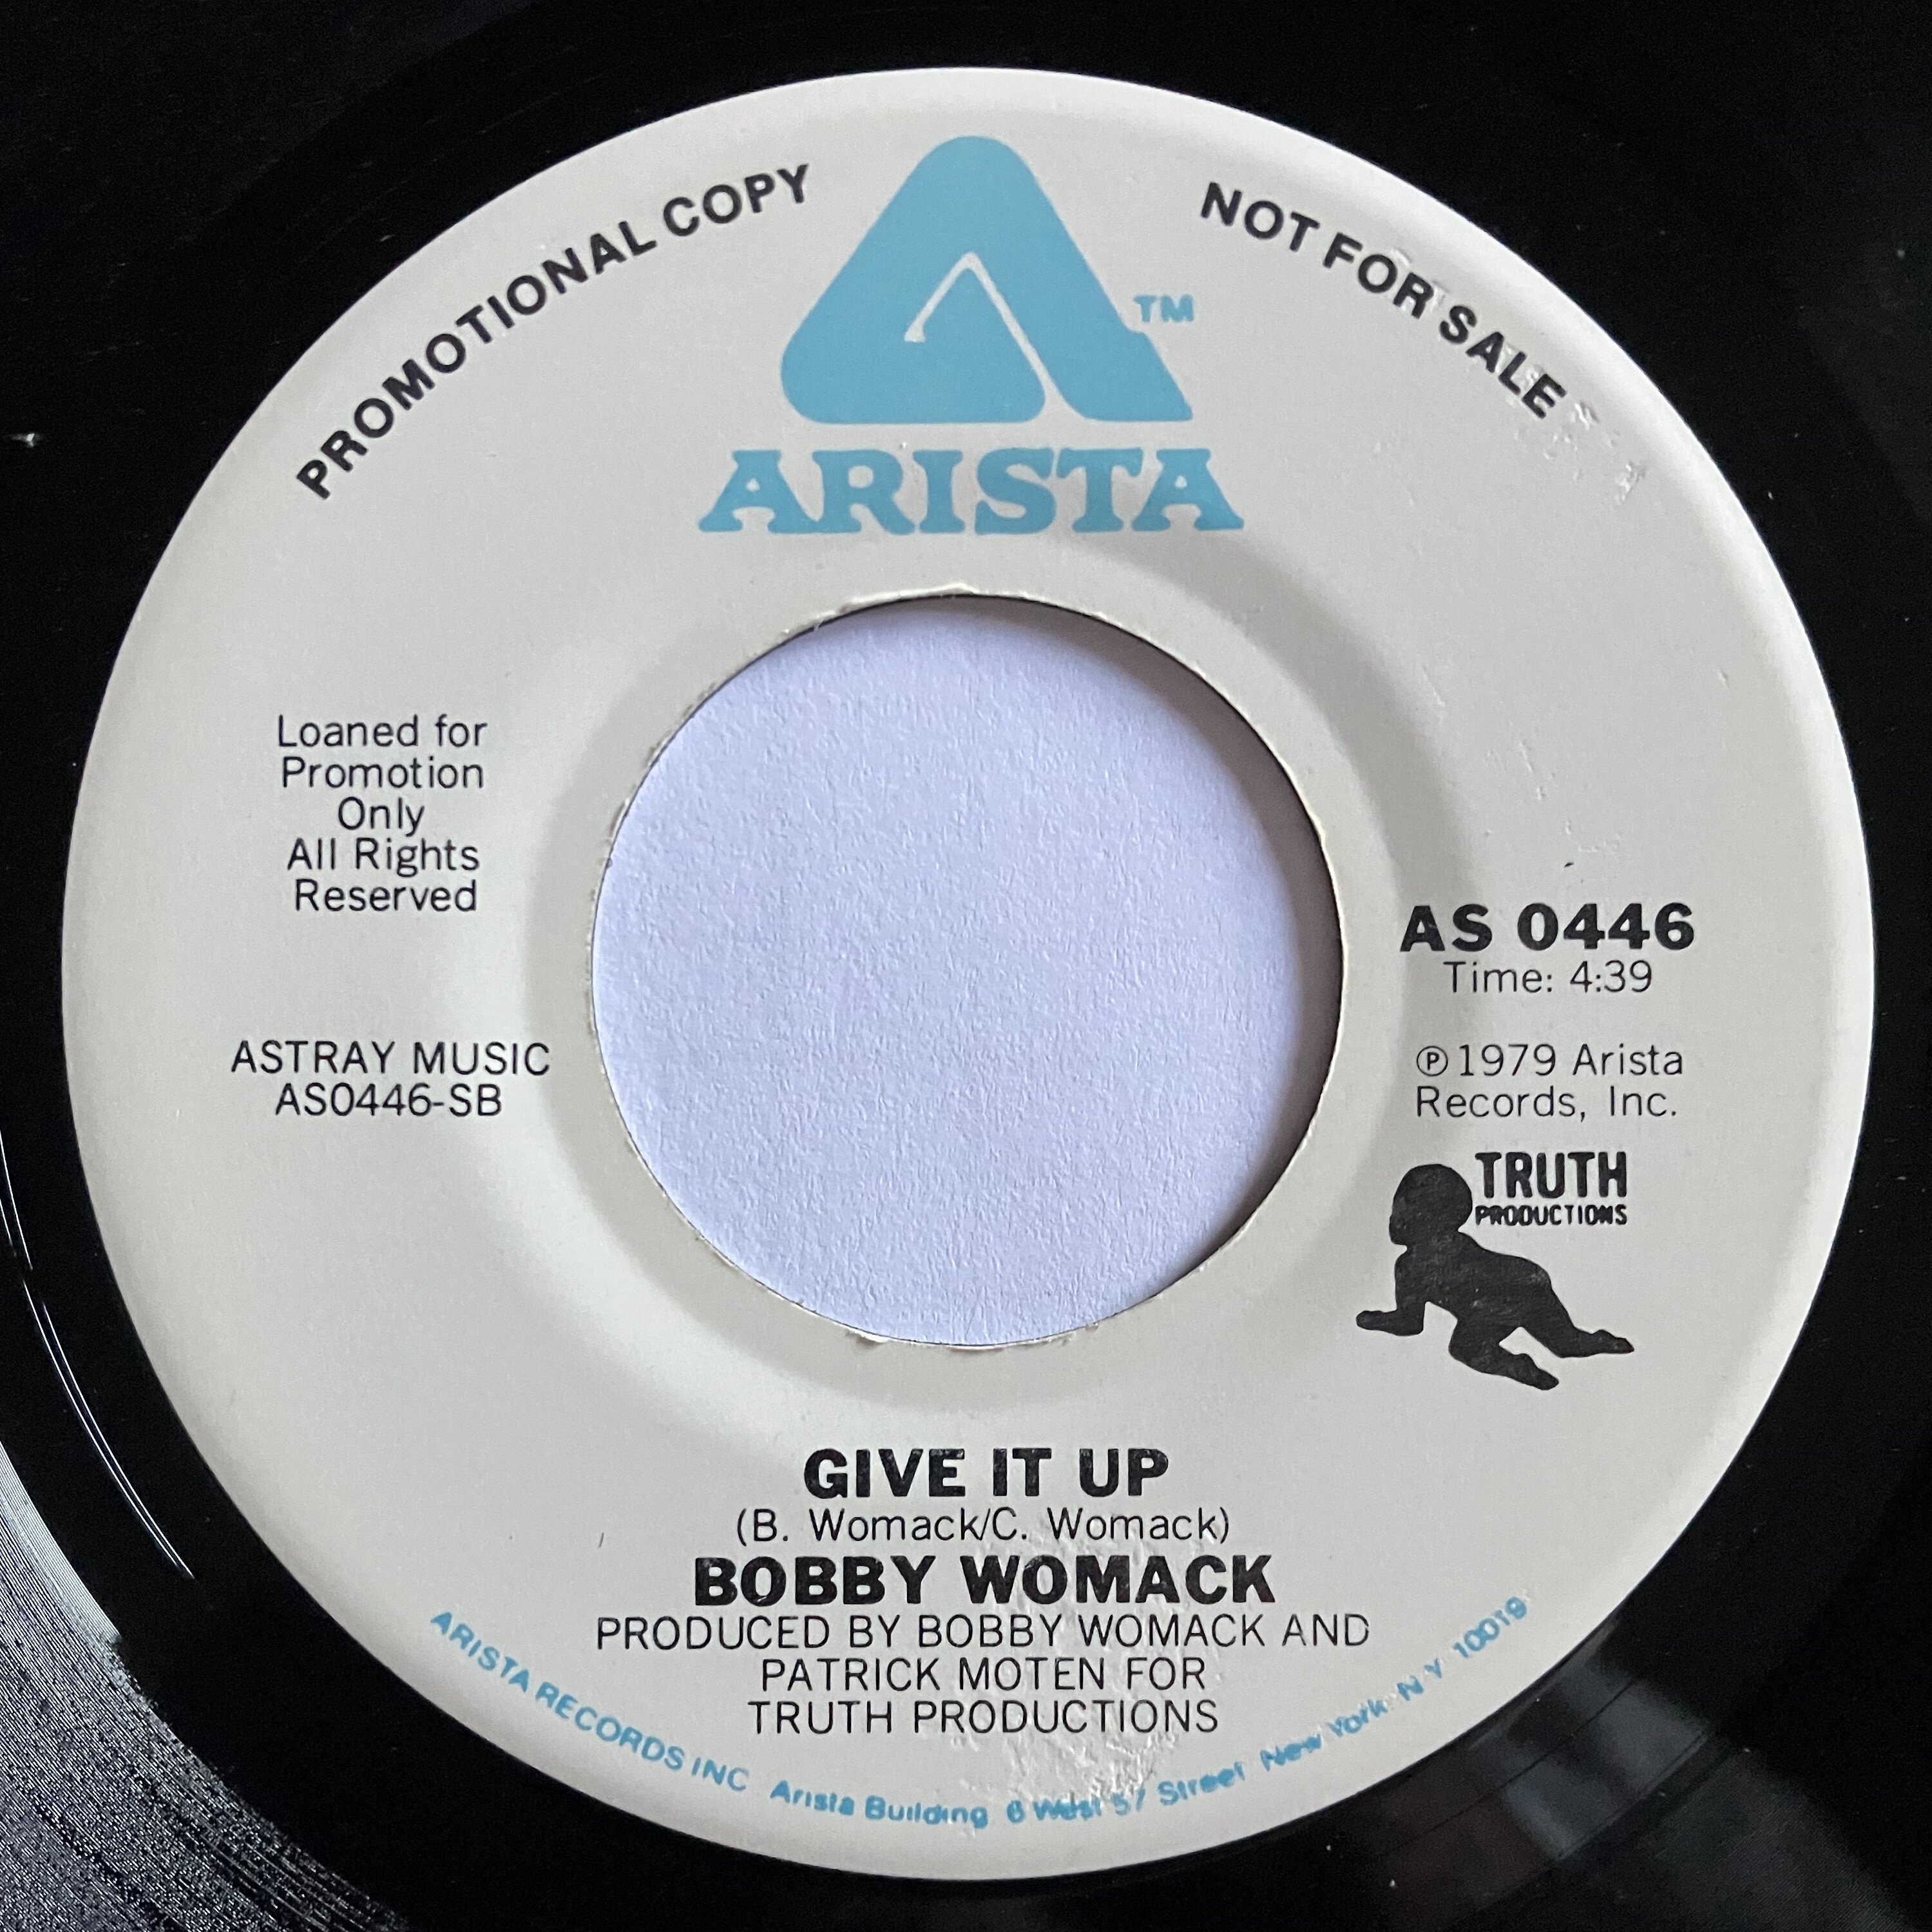 PROMOTIONAL COPY
NOT FOR SALE
TM
ARISTA
Loaned for
Promotion
Only
All Rights
Reserved
ASTRAY MUSIC
AS0446-SB
AS 0446
Time: 4:39
℗1979 Arista
Records, Inc.
TRUTH
PRODUCTIONS
GIVE IT UP
(B. Womack/C. Womack)
BOBBY WOMACK
PRODUCED BY BOBBY WOMACK AND
PATRICK MOTEN FOR
TRUTH PRODUCTIONS
ARISTA RECORDS INC Arista Building 6 West 57 Street New York N Y 10019